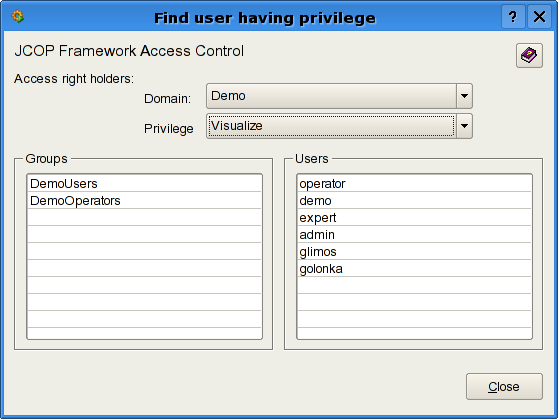 Find user having privilege
?
JCOP Framework Access Control
Access right holders:
Domain: Demo
Privilege Visualize
Groups
DemoUsers
DemoOperators
Users
operator
demo
expert
admin
glimos
golonka
Close